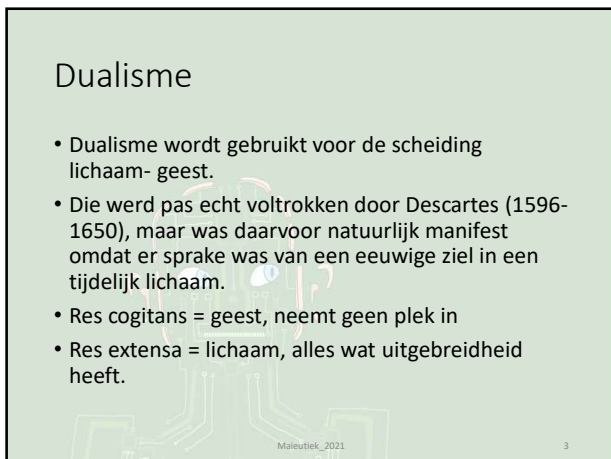 Dualisme
• Dualisme wordt gebruikt voor de scheiding
lichaam- geest.
• Die werd pas echt voltrokken door Descartes (1596-
1650), maar was daarvoor natuurlijk manifest
omdat er sprake was van een eeuwige ziel in een
tijdelijk lichaam.
• Res cogitans = geest, neemt geen plek in
• Res extensa = lichaam, alles wat uitgebreidheid
heeft.
Maieutiek_2021
3